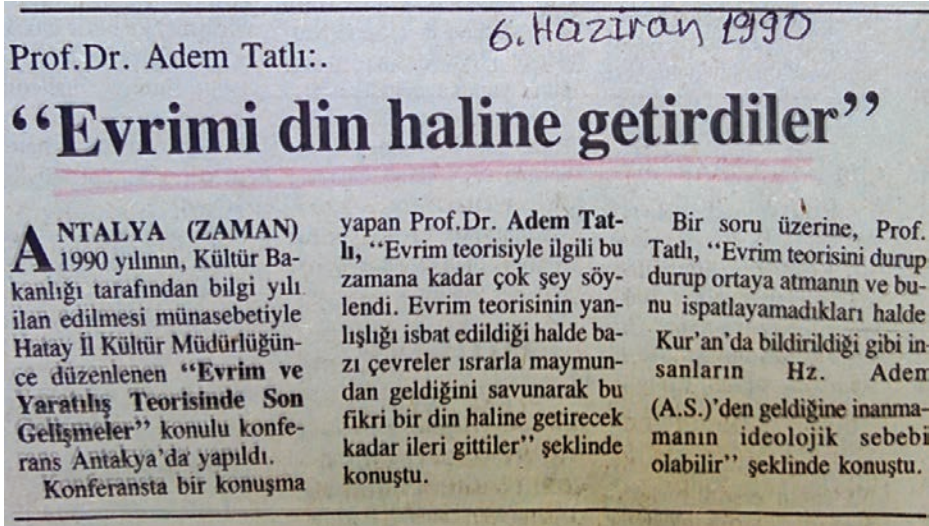 6. Haziran 1990
Prof.Dr. Adem Tatlı:.
“Evrimi din haline getirdiler”
ANTALYA (ZAMAN)
1990 yılının, Kültür Ba-
kanlığı tarafından bilgi yılı
ilan edilmesi münasebetiyle
Hatay İl Kültür Müdürlüğün-
ce düzenlenen “Evrim ve
Yaratılış Teorisinde Son
Gelişmeler” konulu konfe-
rans Antakya’da yapıldı.
Konferansta bir konuşma
yapan Prof.Dr. Adem Tat-
lı, “Evrim teorisiyle ilgili bu
zamana kadar çok şey söy-
lendi. Evrim teorisinin yan-
lışlığı isbat edildiği halde ba-
zı çevreler ısrarla maymun-
dan geldiğini savunarak bu
fikri bir din haline getirecek
kadar ileri gittiler” şeklinde
konuştu.
Bir soru üzerine, Prof.
Tatlı, “Evrim teorisini durup
durup ortaya atmanın ve bu-
nu ispatlayamadıkları halde
Kur’an’da bildirildiği gibi in-
sanların Hz. Adem
(A.S.)’den geldiğine inanma-
manın ideolojik sebebi
olabilir” şeklinde konuştu.